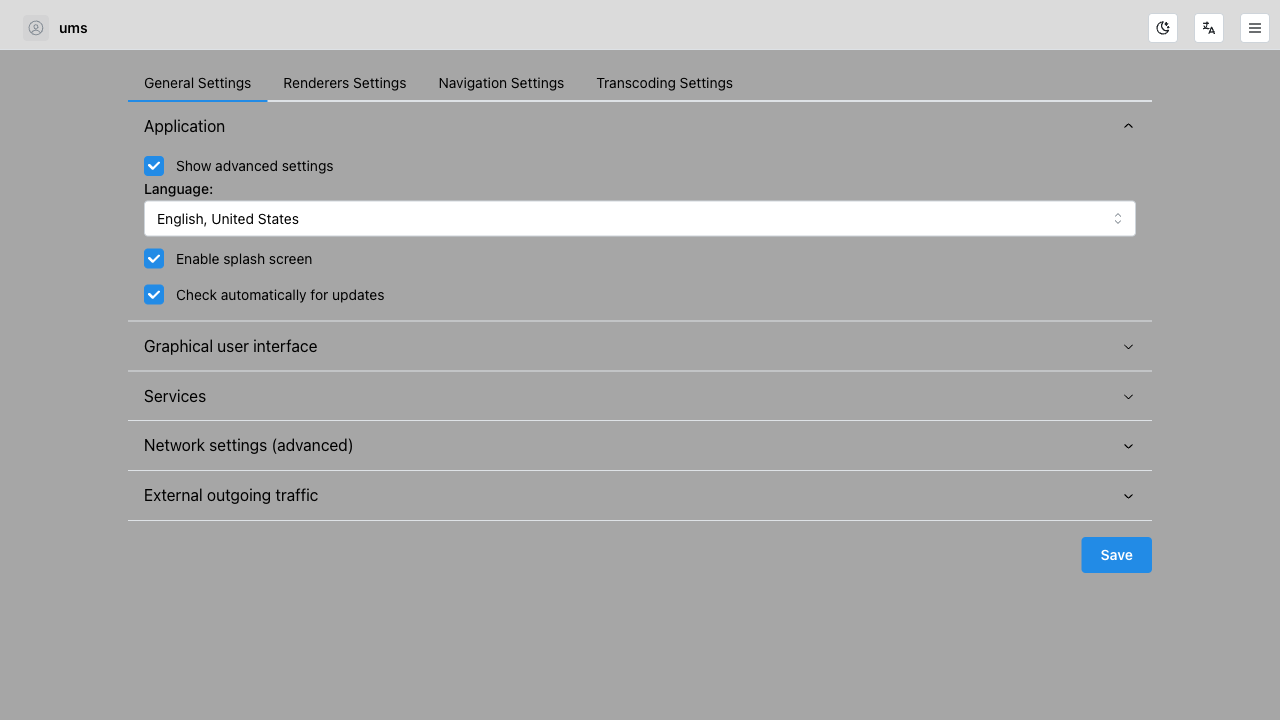 ums
General Settings
Renderers Settings
Navigation Settings
Transcoding Settings
Application
Show advanced settings
Language:
English, United States
Enable splash screen
Check automatically for updates
Graphical user interface
Services
Network settings (advanced)
External outgoing traffic
Save